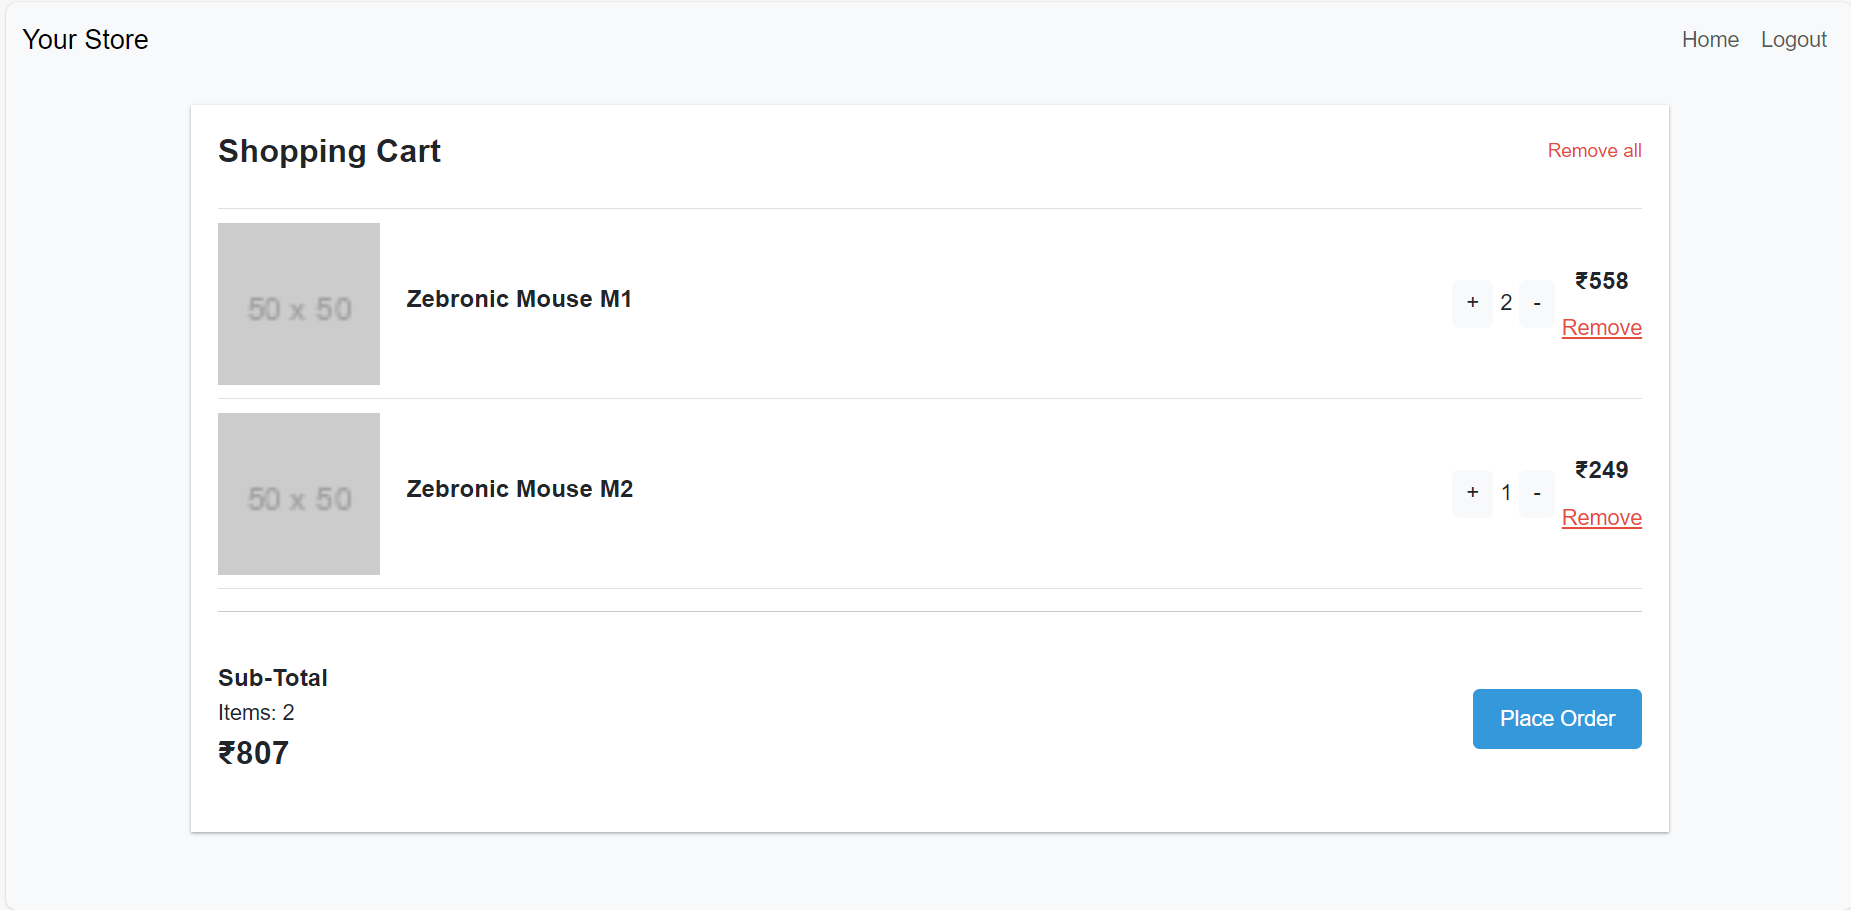 Your Store
Home Logout
Shopping Cart
Remove all
50 x 50
Zebronic Mouse M1
+ 2 -
₹558
Remove
50 x 50
Zebronic Mouse M2
+ 1 -
₹249
Remove
Sub-Total
Items: 2
₹807
Place Order